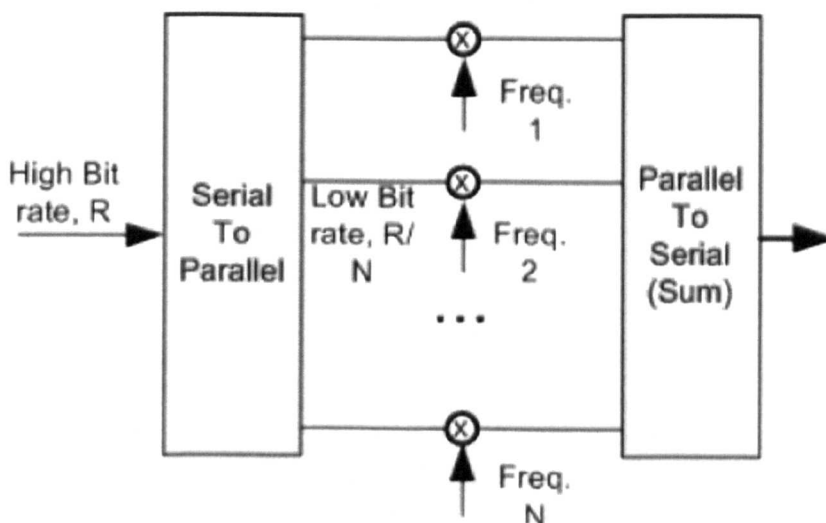 High Bit
rate, R
Serial
To
Parallel
Low Bit
rate, R/
N
X
Freq.
1
X
Freq.
2
...
X
Freq.
N
Parallel
To
Serial
(Sum)